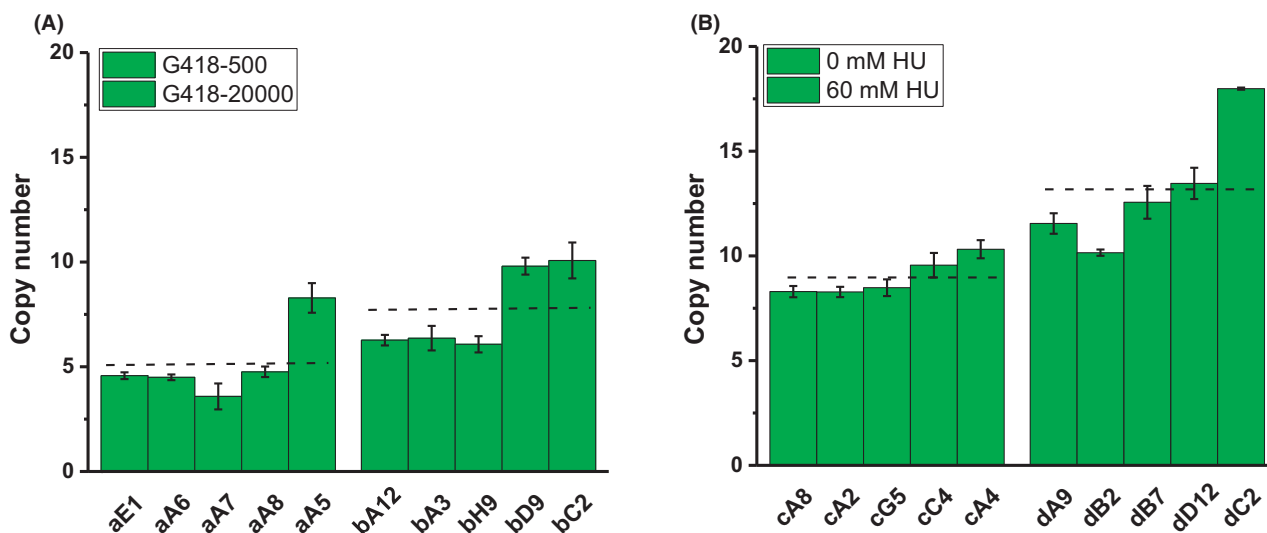 (A)
Copy number
20
15
10
5
0
G418-500
G418-20000
aE1
aA6
aA7
aA8
aA5
bA12
bA3
bH9
bD9
bC2
(B)
Copy number
20
15
10
5
0
0 mM HU
60 mM HU
cA8
cA2
cG5
cC4
cA4
dA9
dB2
dB7
dD12
dC2